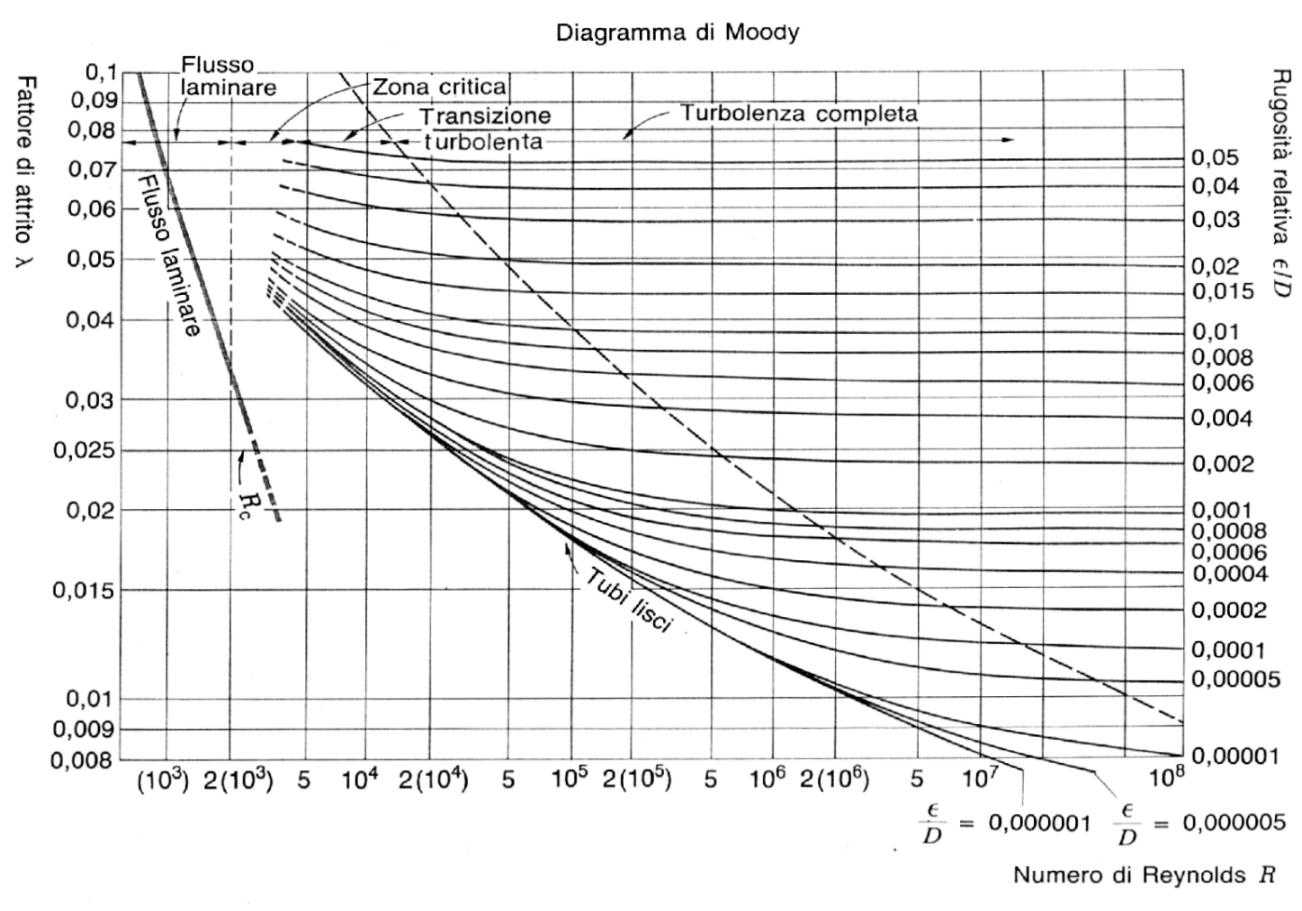 Diagramma di Moody
Flusso
laminare
Zona critica
Transizione
turbolenta
Turbolenza completa
Fattore di attrito λ
0,1
0,09
0,08
0,07
0,06
0,05
0,04
0,03
0,025
0,02
0,015
0,01
0,009
0,008
Flusso laminare
Rc
Tubi lisci
Rugosità relativa ϵ/D
0,05
0,04
0,03
0,02
0,015
0,01
0,008
0,006
0,004
0,002
0,001
0,0008
0,0006
0,0004
0,0002
0,0001
0,00005
0,00001
(10³) 2(10³) 5 10⁴ 2(10⁴) 5 10⁵ 2(10⁵) 5 10⁶ 2(10⁶) 5 10⁷ 10⁸
ϵ/D = 0,000001 ϵ/D = 0,000005
Numero di Reynolds R